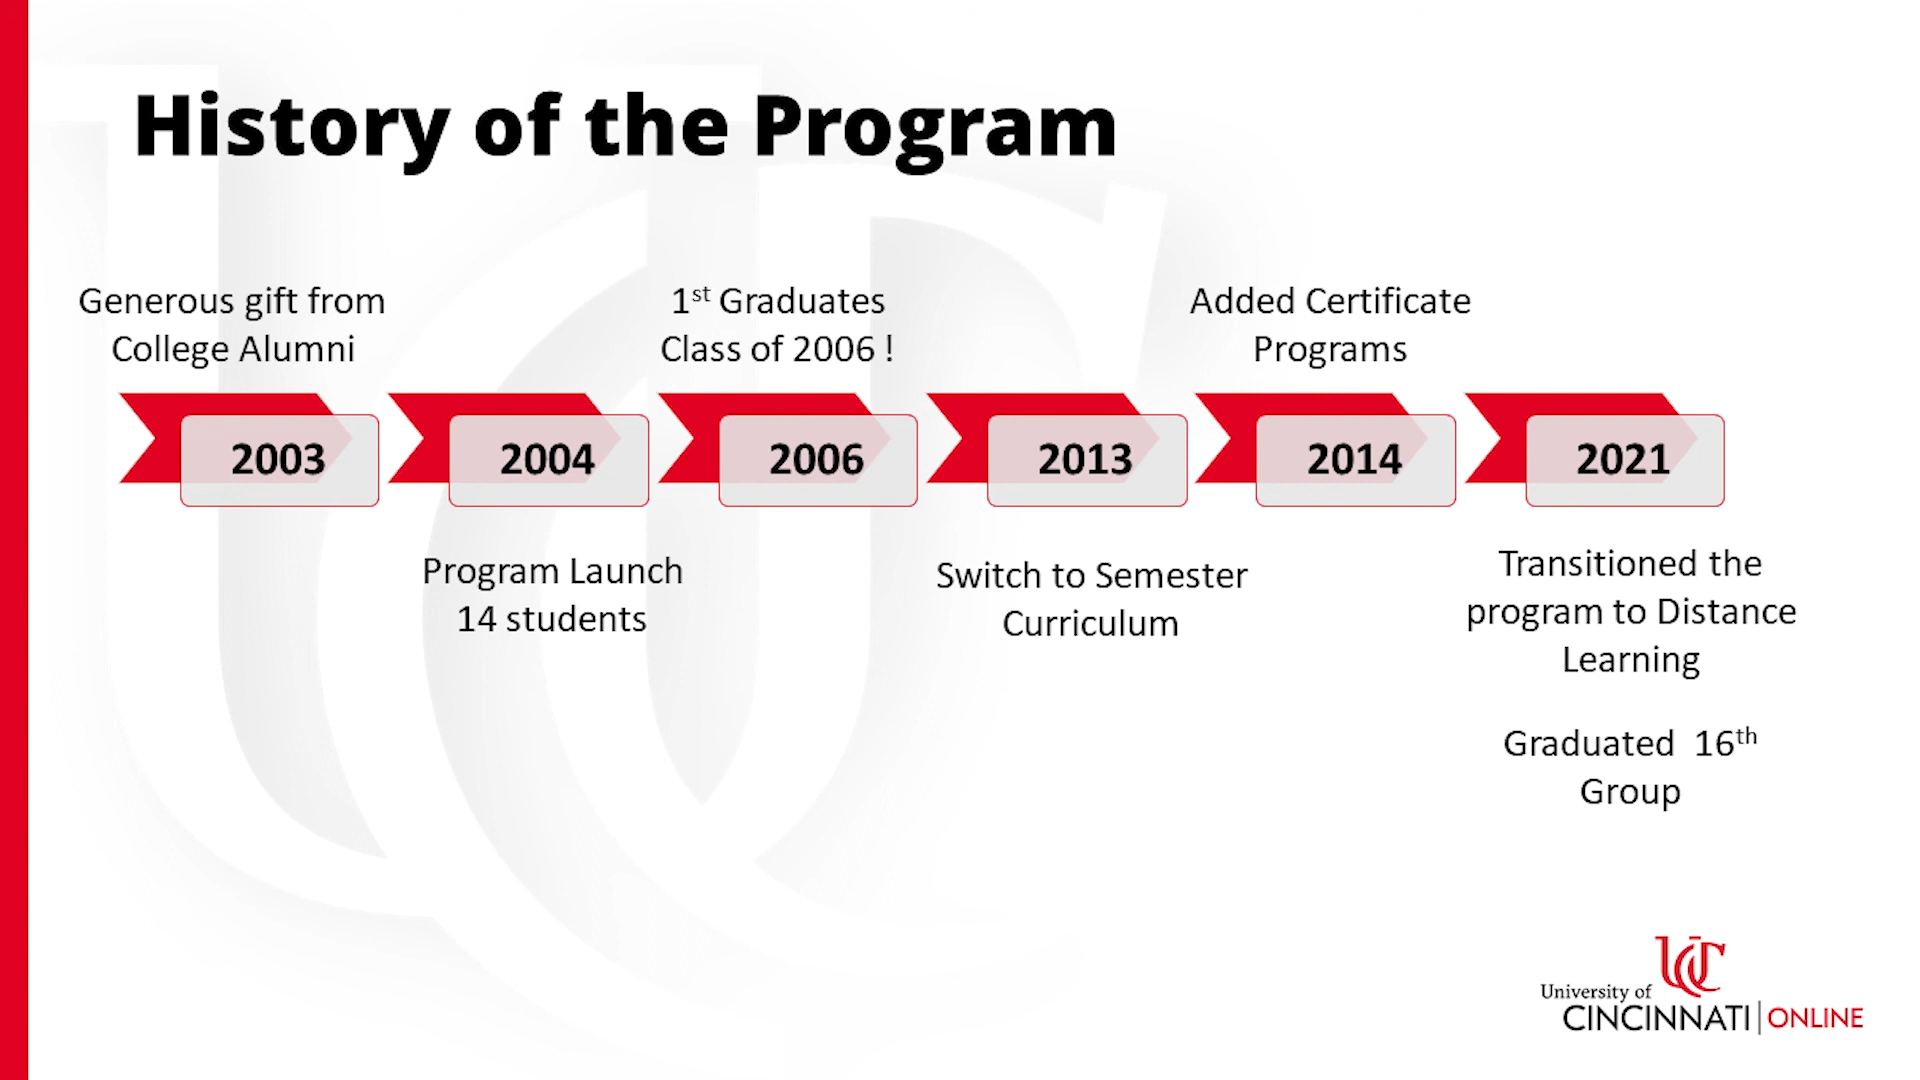 History of the Program
Generous gift from
College Alumni
1st Graduates
Class of 2006 !
Added Certificate
Programs
2003
2004
2006
2013
2014
2021
Program Launch
14 students
Switch to Semester
Curriculum
Transitioned the
program to Distance
Learning
Graduated  16th
Group
UC
University of
CINCINNATI | ONLINE